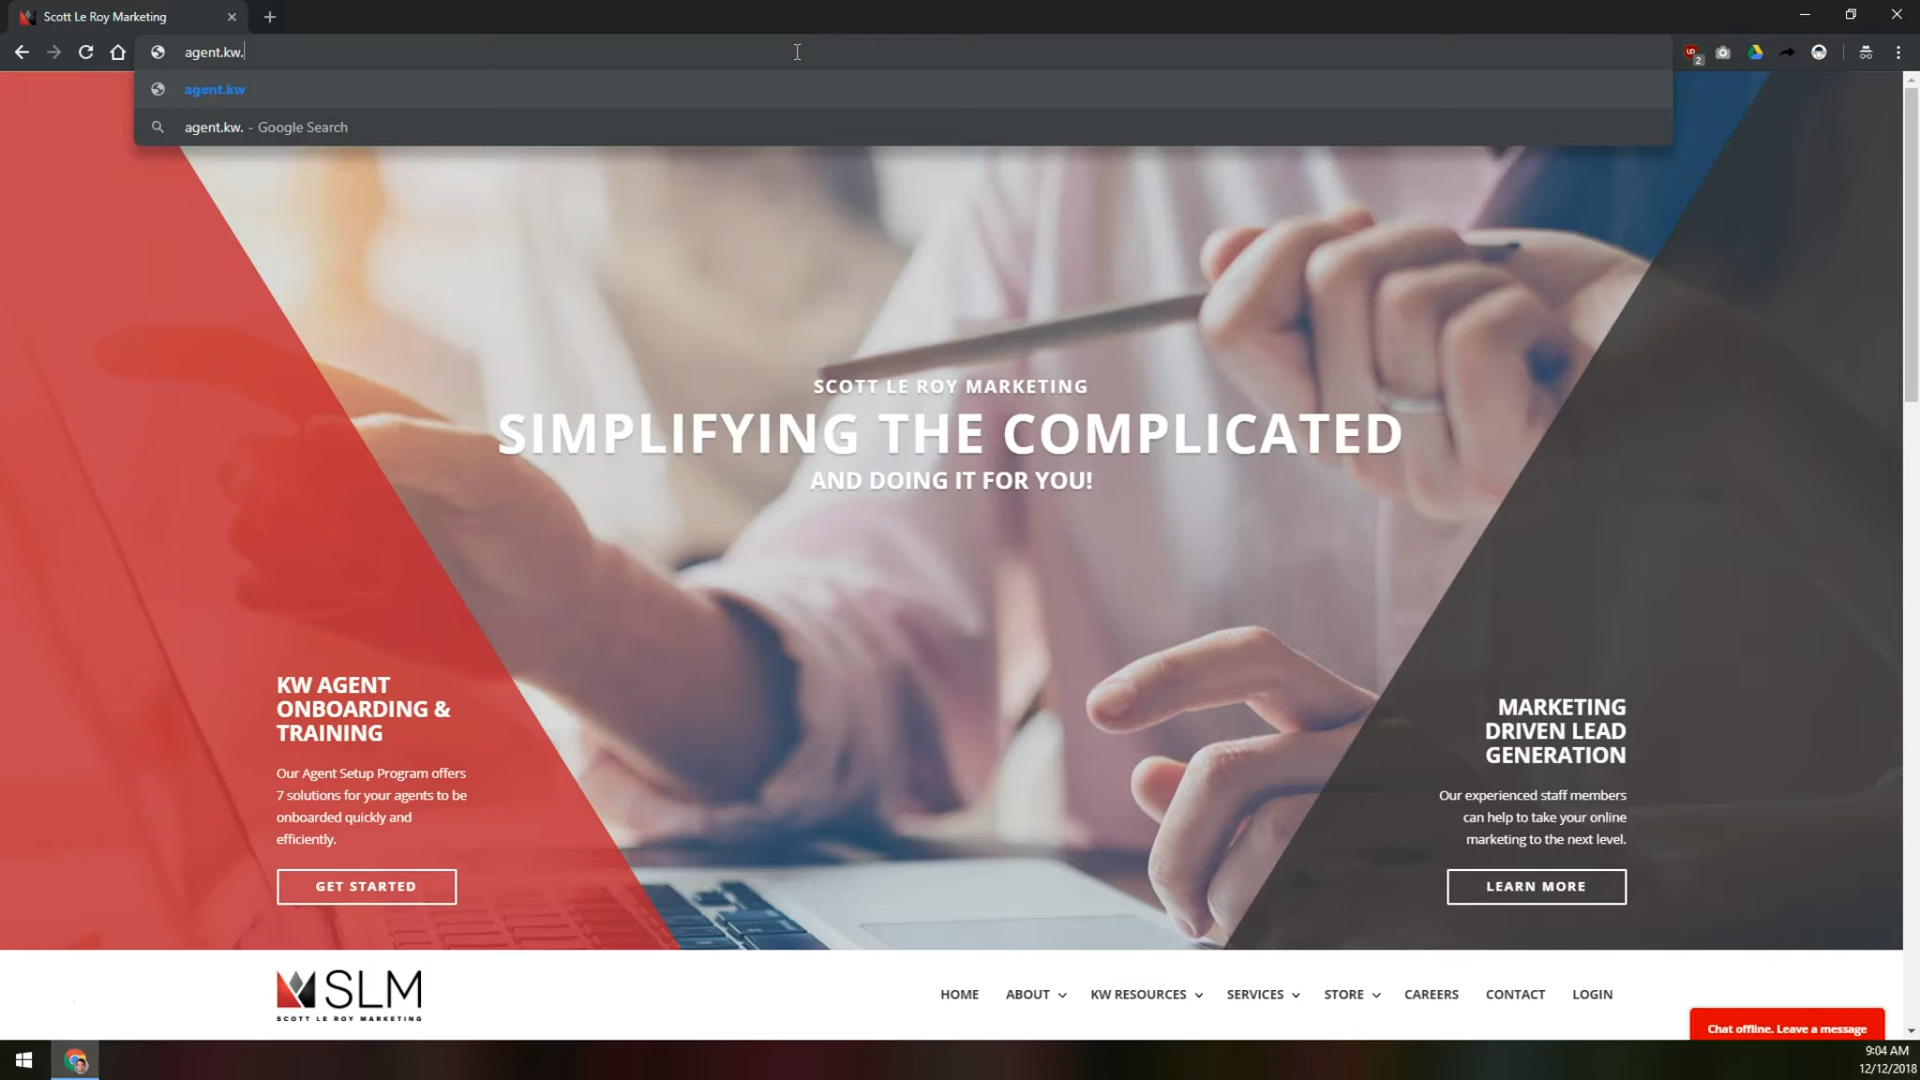 Scott Le Roy Marketing
agent.kw.
agent.kw
agent.kw. - Google Search
2
SCOTT LE ROY MARKETING
SIMPLIFYING THE COMPLICATED
AND DOING IT FOR YOU!
KW AGENT
ONBOARDING &
TRAINING
Our Agent Setup Program offers
7 solutions for your agents to be
onboarded quickly and
efficiently.
GET STARTED
MARKETING
DRIVEN LEAD
GENERATION
Our experienced staff members
can help to take your online
marketing to the next level.
LEARN MORE
SLM
SCOTT LE ROY MARKETING
HOME ABOUT KW RESOURCES SERVICES STORE CAREERS CONTACT LOGIN
Chat offline. Leave a message
9:04 AM
12/12/2018